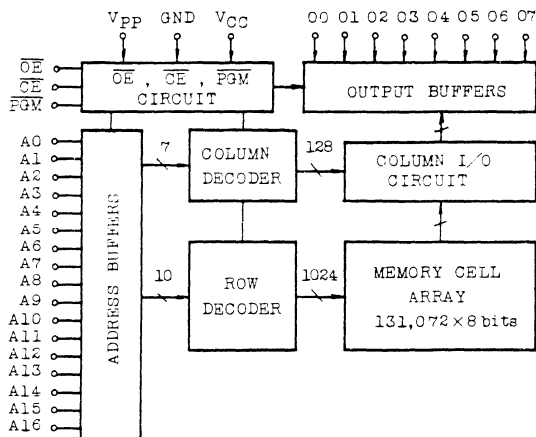 VPP GND VCC
O0 O1 O2 O3 O4 O5 O6 O7
OE
CE
PGM
OE, CE, PGM
CIRCUIT
OUTPUT BUFFERS
A0
A1
A2
A3
A4
A5
A6
A7
A8
A9
A10
A11
A12
A13
A14
A15
A16
ADDRESS BUFFERS
7
COLUMN
DECODER
128
COLUMN I/O
CIRCUIT
10
ROW
DECODER
1024
MEMORY CELL
ARRAY
131,072×8 bits